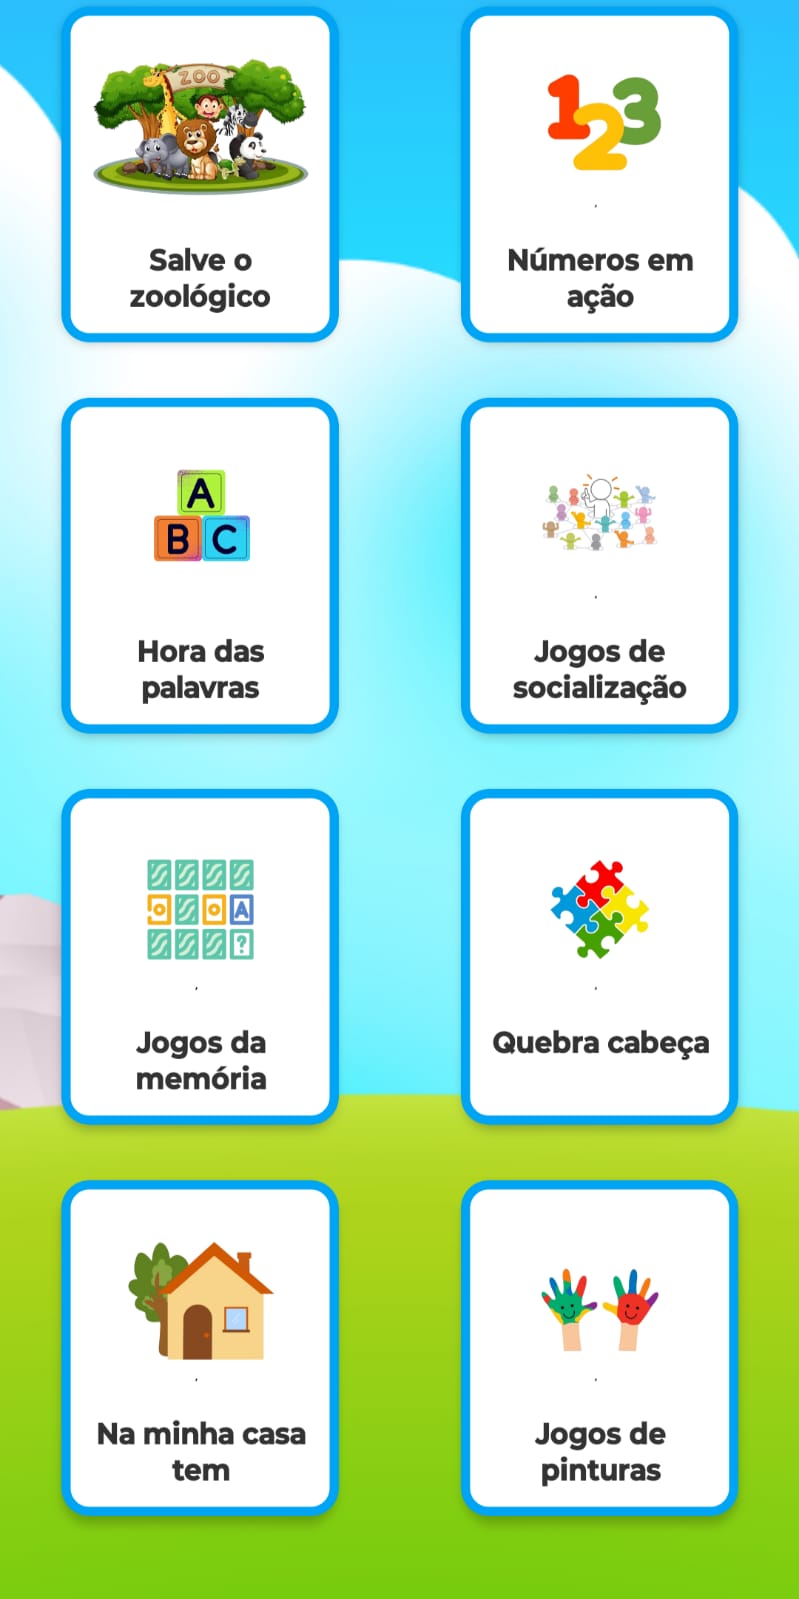 ZOO
Salve o
zoológico
123
Números em
ação
A
B C
Hora das
palavras
Jogos de
socialização
A
?
Jogos da
memória
Quebra cabeça
Na minha casa
tem
Jogos de
pinturas